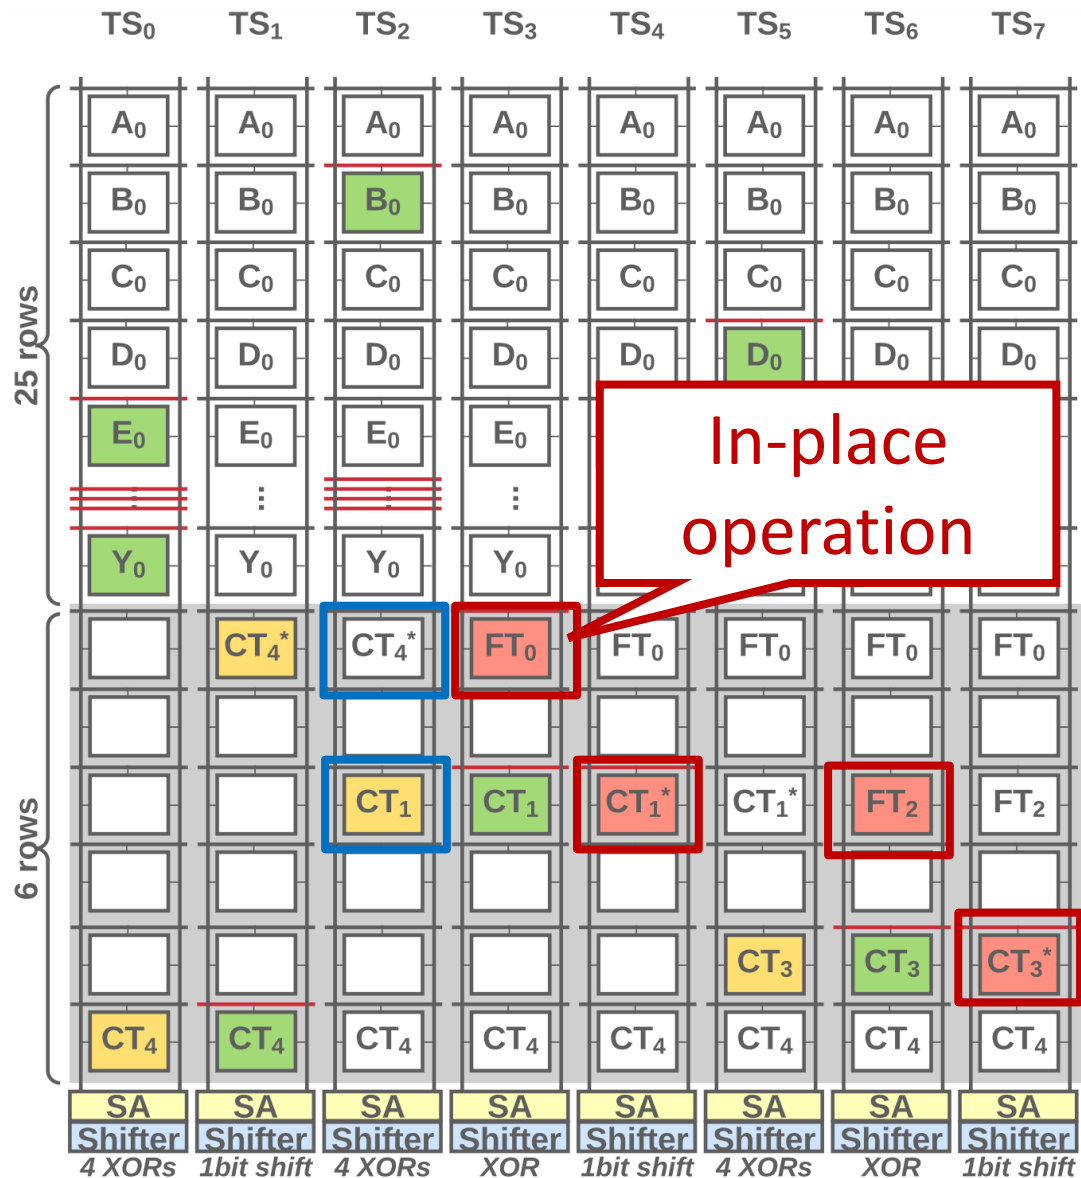 TS₀ TS₁ TS₂ TS₃ TS₄ TS₅ TS₆ TS₇
A₀ A₀ A₀ A₀ A₀ A₀ A₀ A₀
B₀ B₀ B₀ B₀ B₀ B₀ B₀ B₀
C₀ C₀ C₀ C₀ C₀ C₀ C₀ C₀
25 rows
D₀ D₀ D₀ D₀ D₀ D₀ D₀ D₀
E₀ E₀ E₀ E₀
In-place
operation
⋮ ⋮ ⋮ ⋮
Y₀ Y₀ Y₀ Y₀
CT₄* CT₄* FT₀ FT₀ FT₀ FT₀ FT₀
CT₁ CT₁ CT₁* CT₁* FT₂ FT₂
6 rows
CT₃ CT₃ CT₃*
CT₄ CT₄ CT₄ CT₄ CT₄ CT₄ CT₄ CT₄
SA SA SA SA SA SA SA SA
Shifter Shifter Shifter Shifter Shifter Shifter Shifter Shifter
4 XORs 1bit shift 4 XORs XOR 1bit shift 4 XORs XOR 1bit shift